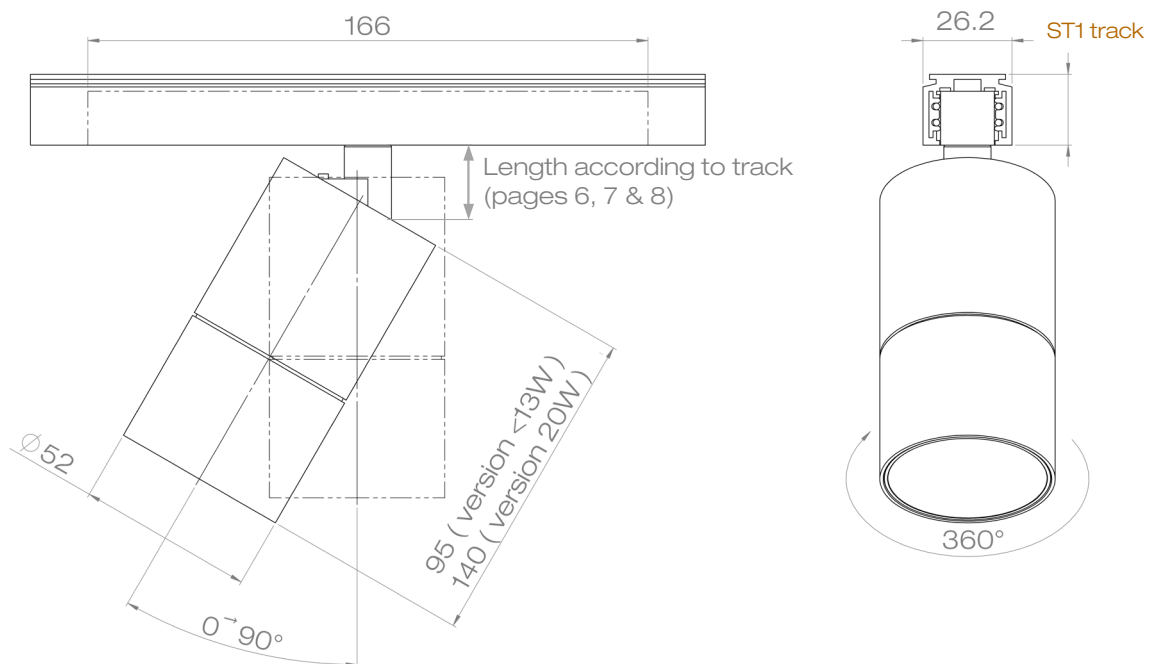 166
26.2
ST1 track
Length according to track
(pages 6, 7 & 8)
Ø52
95 ( version <13W )
140 ( version 20W )
0→90°
360°